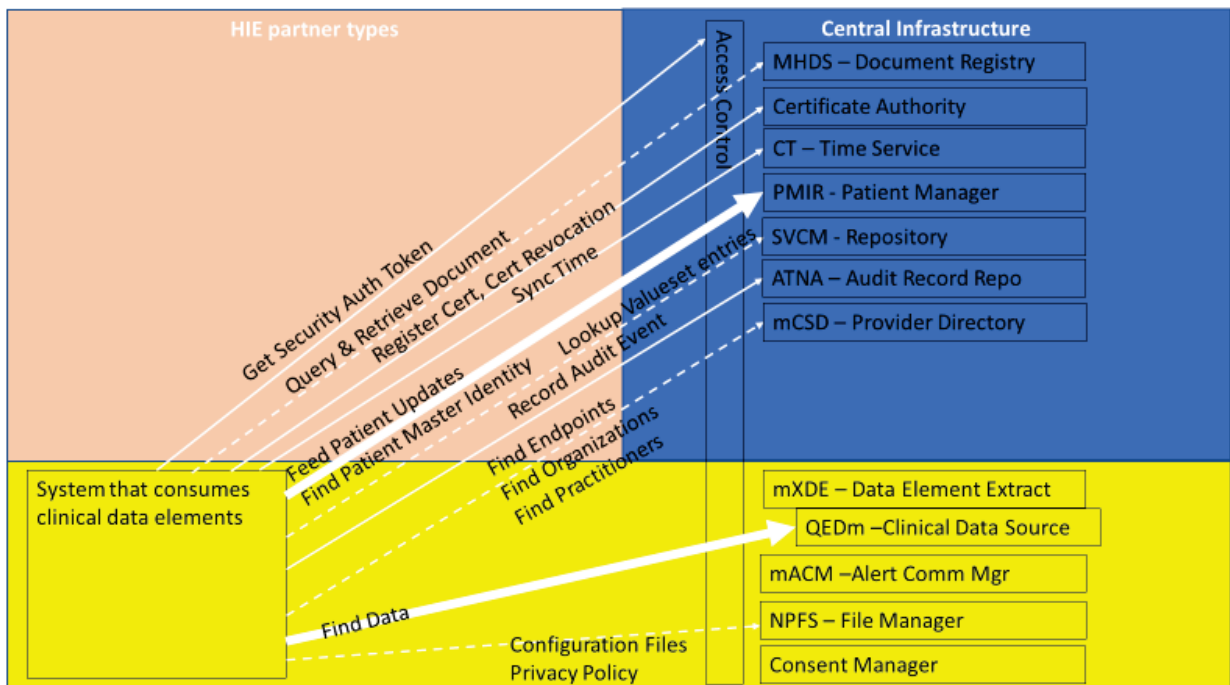 HIE partner types
Central Infrastructure
Access Control
MHDS – Document Registry
Certificate Authority
CT – Time Service
PMIR - Patient Manager
SVCM - Repository
ATNA – Audit Record Repo
mCSD – Provider Directory
Get Security Auth Token
Query & Retrieve Document
Register Cert, Cert Revocation
Sync Time
Feed Patient Updates
Find Patient Master Identity
Lookup Valueset entries
Record Audit Event
Find Endpoints
Find Organizations
Find Practitioners
System that consumes
clinical data elements
mXDE – Data Element Extract
QEDm –Clinical Data Source
mACM –Alert Comm Mgr
NPFS – File Manager
Consent Manager
Find Data
Configuration Files
Privacy Policy